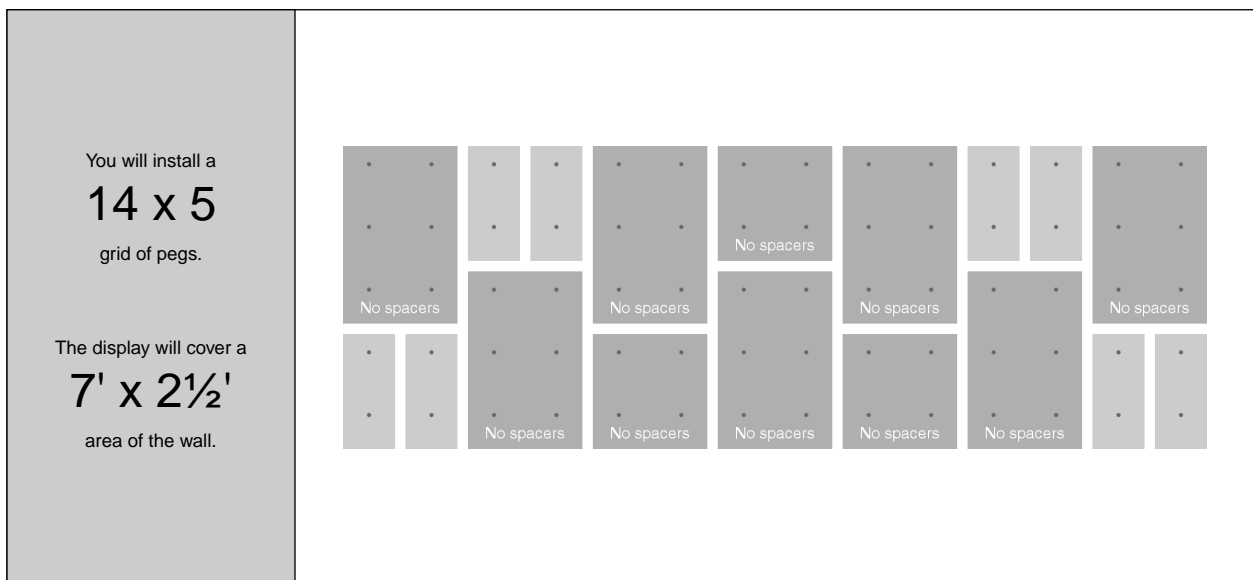 You will install a
14 x 5
grid of pegs.
The display will cover a
7' x 2½'
area of the wall.
No spacers
No spacers
No spacers
No spacers
No spacers
No spacers
No spacers
No spacers
No spacers
No spacers